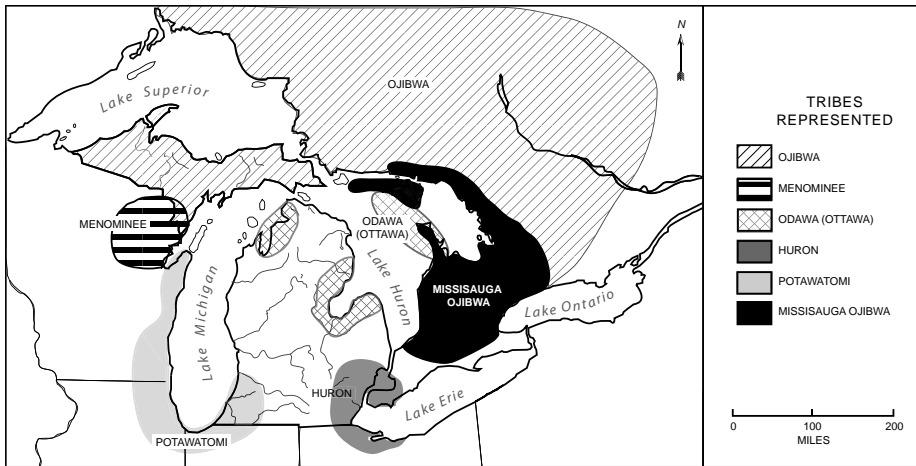 N
OJIBWA
Lake Superior
MENOMINEE
ODAWA
(OTTAWA)
Lake Huron
Lake Michigan
MISSISAUGA
OJIBWA
Lake Ontario
HURON
Lake Erie
POTAWATOMI
TRIBES
REPRESENTED
OJIBWA
MENOMINEE
ODAWA (OTTAWA)
HURON
POTAWATOMI
MISSISAUGA OJIBWA
0 100 200
MILES